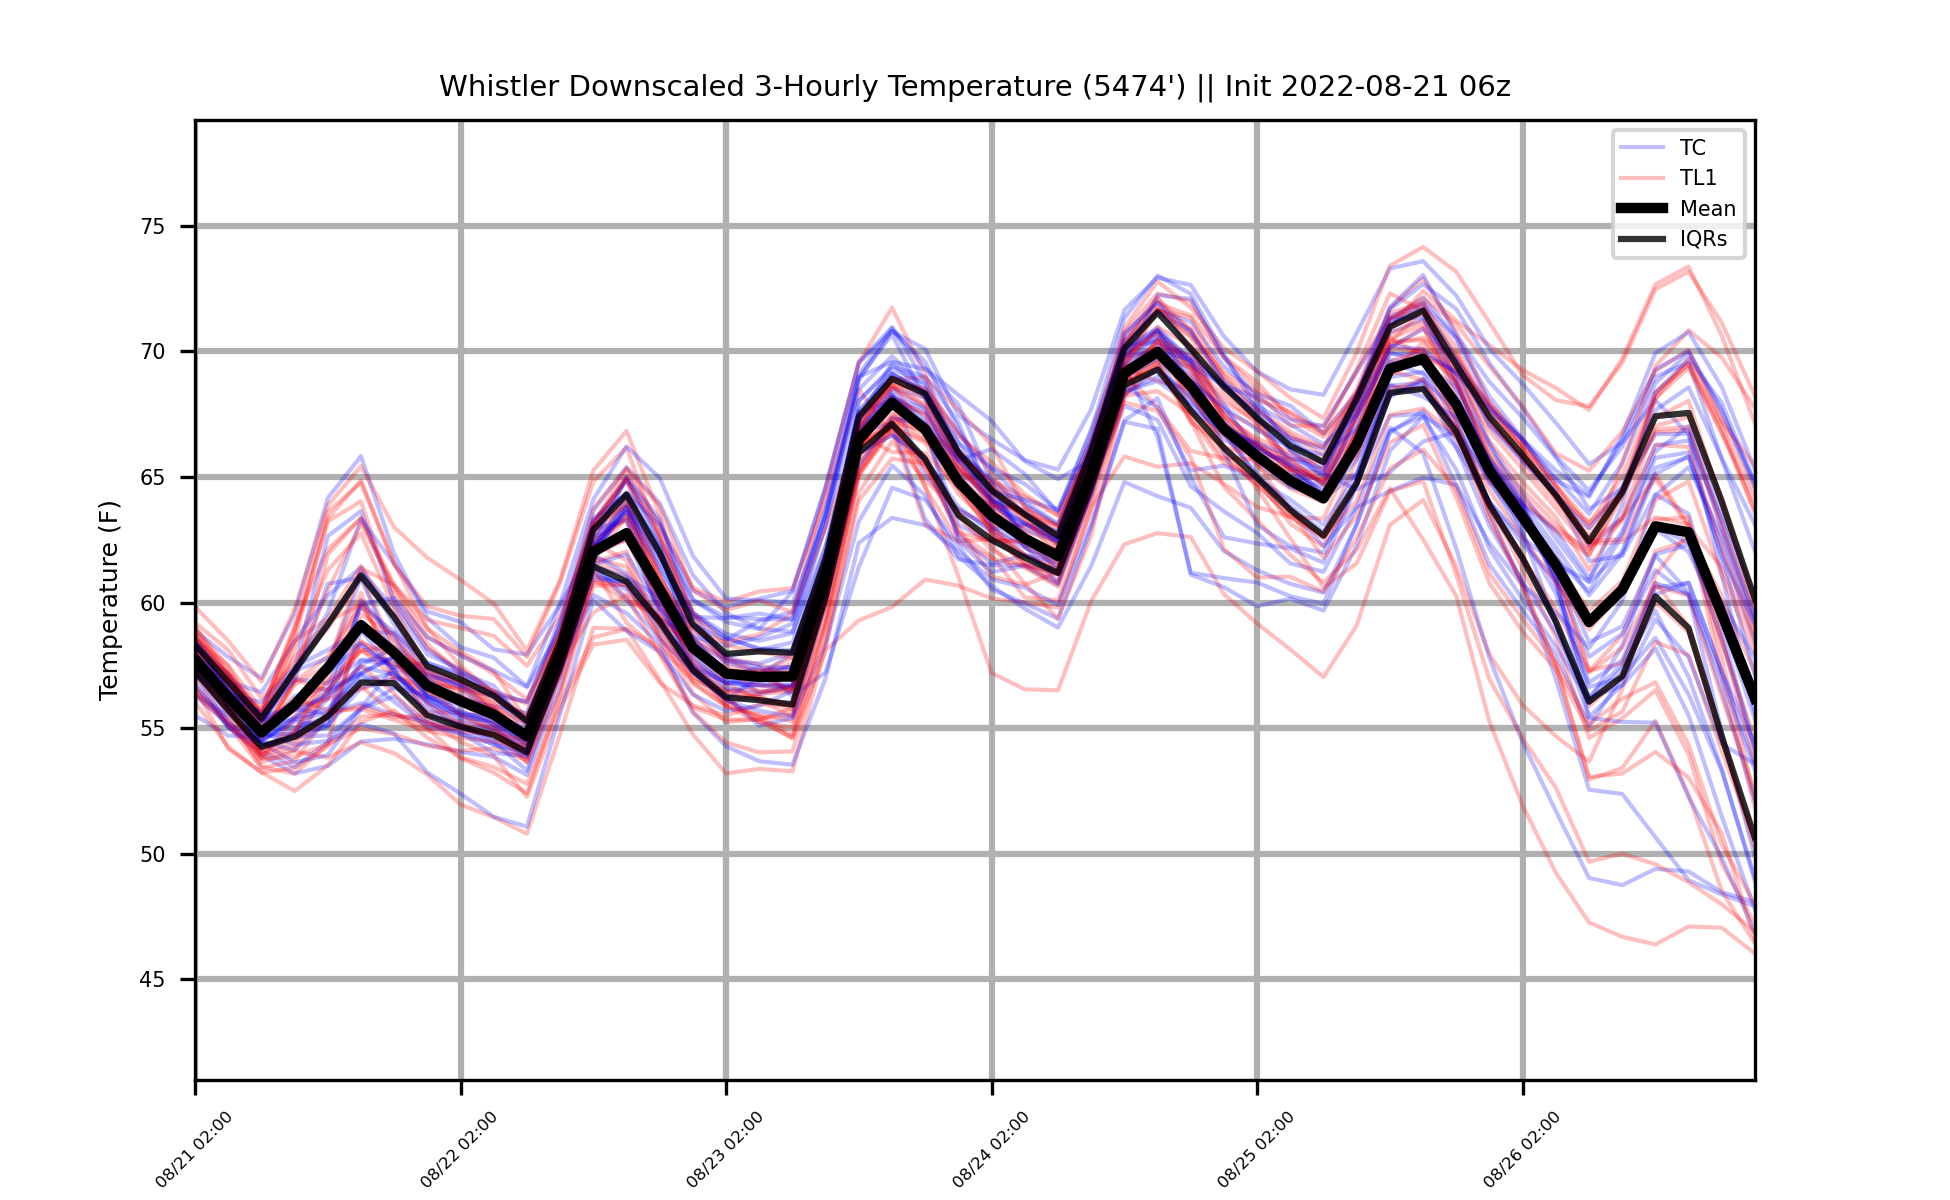 Whistler Downscaled 3-Hourly Temperature (5474') || Init 2022-08-21 06z
TC
TL1
Mean
IQRs
Temperature (F)
75
70
65
60
55
50
45
08/21 02:00
08/22 02:00
08/23 02:00
08/24 02:00
08/25 02:00
08/26 02:00